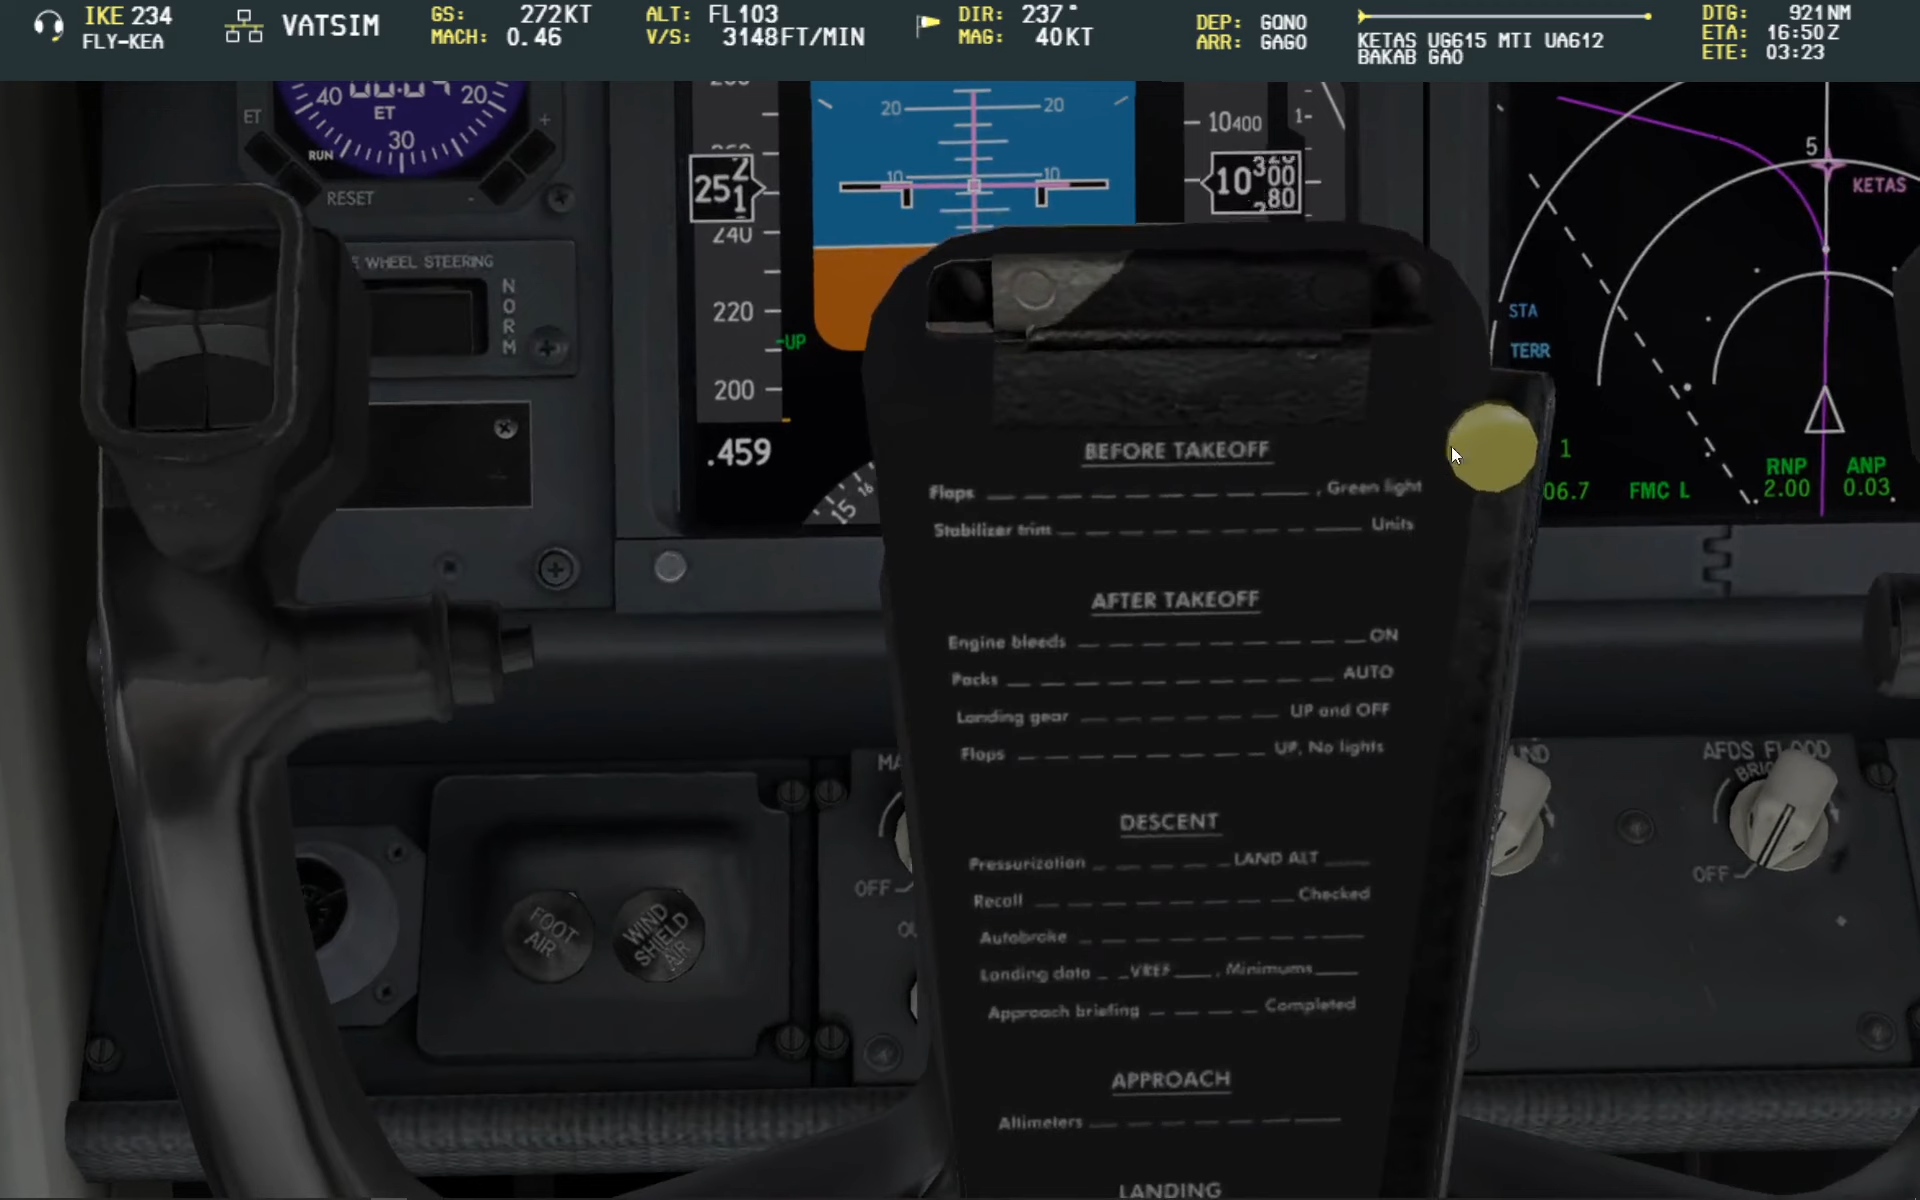 IKE 234
FLY-KEA
VATSIM
GS: 272KT
MACH: 0.46
ALT: FL103
V/S: 3148FT/MIN
DIR: 237°
MAG: 40KT
DEP: GQNO
ARR: GAGO
KETAS UG615 MTI UA612
BAKAB GAO
DTG: 921NM
ETA: 16:50Z
ETE: 03:23
40 20
ET
30
RUN
ET
+
RESET -
WHEEL STEERING
NORM
240
220
200
UP
.459
20 20
10 10
10400
1-
15 16
5
KETAS
STA
TERR
1
06.7
FMC L
RNP
2.00
ANP
0.03
BEFORE TAKEOFF
Flaps , Green light
Stabilizer trim Units
AFTER TAKEOFF
Engine bleeds ON
Packs AUTO
Landing gear UP and OFF
Flaps UP, No lights
DESCENT
Pressurization LAND ALT
Recall Checked
Autobrake
Landing data VREF , Minimums
Approach briefing Completed
APPROACH
Altimeters
LANDING
FOOT
AIR
WIND
SHIELD
AIR
OFF
AFDS FLOOD
OFF